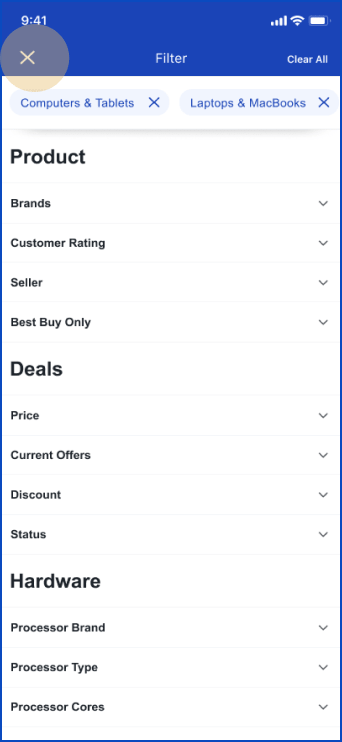 9:41
Filter
Clear All
Computers & Tablets
Laptops & MacBooks
Product
Brands
Customer Rating
Seller
Best Buy Only
Deals
Price
Current Offers
Discount
Status
Hardware
Processor Brand
Processor Type
Processor Cores